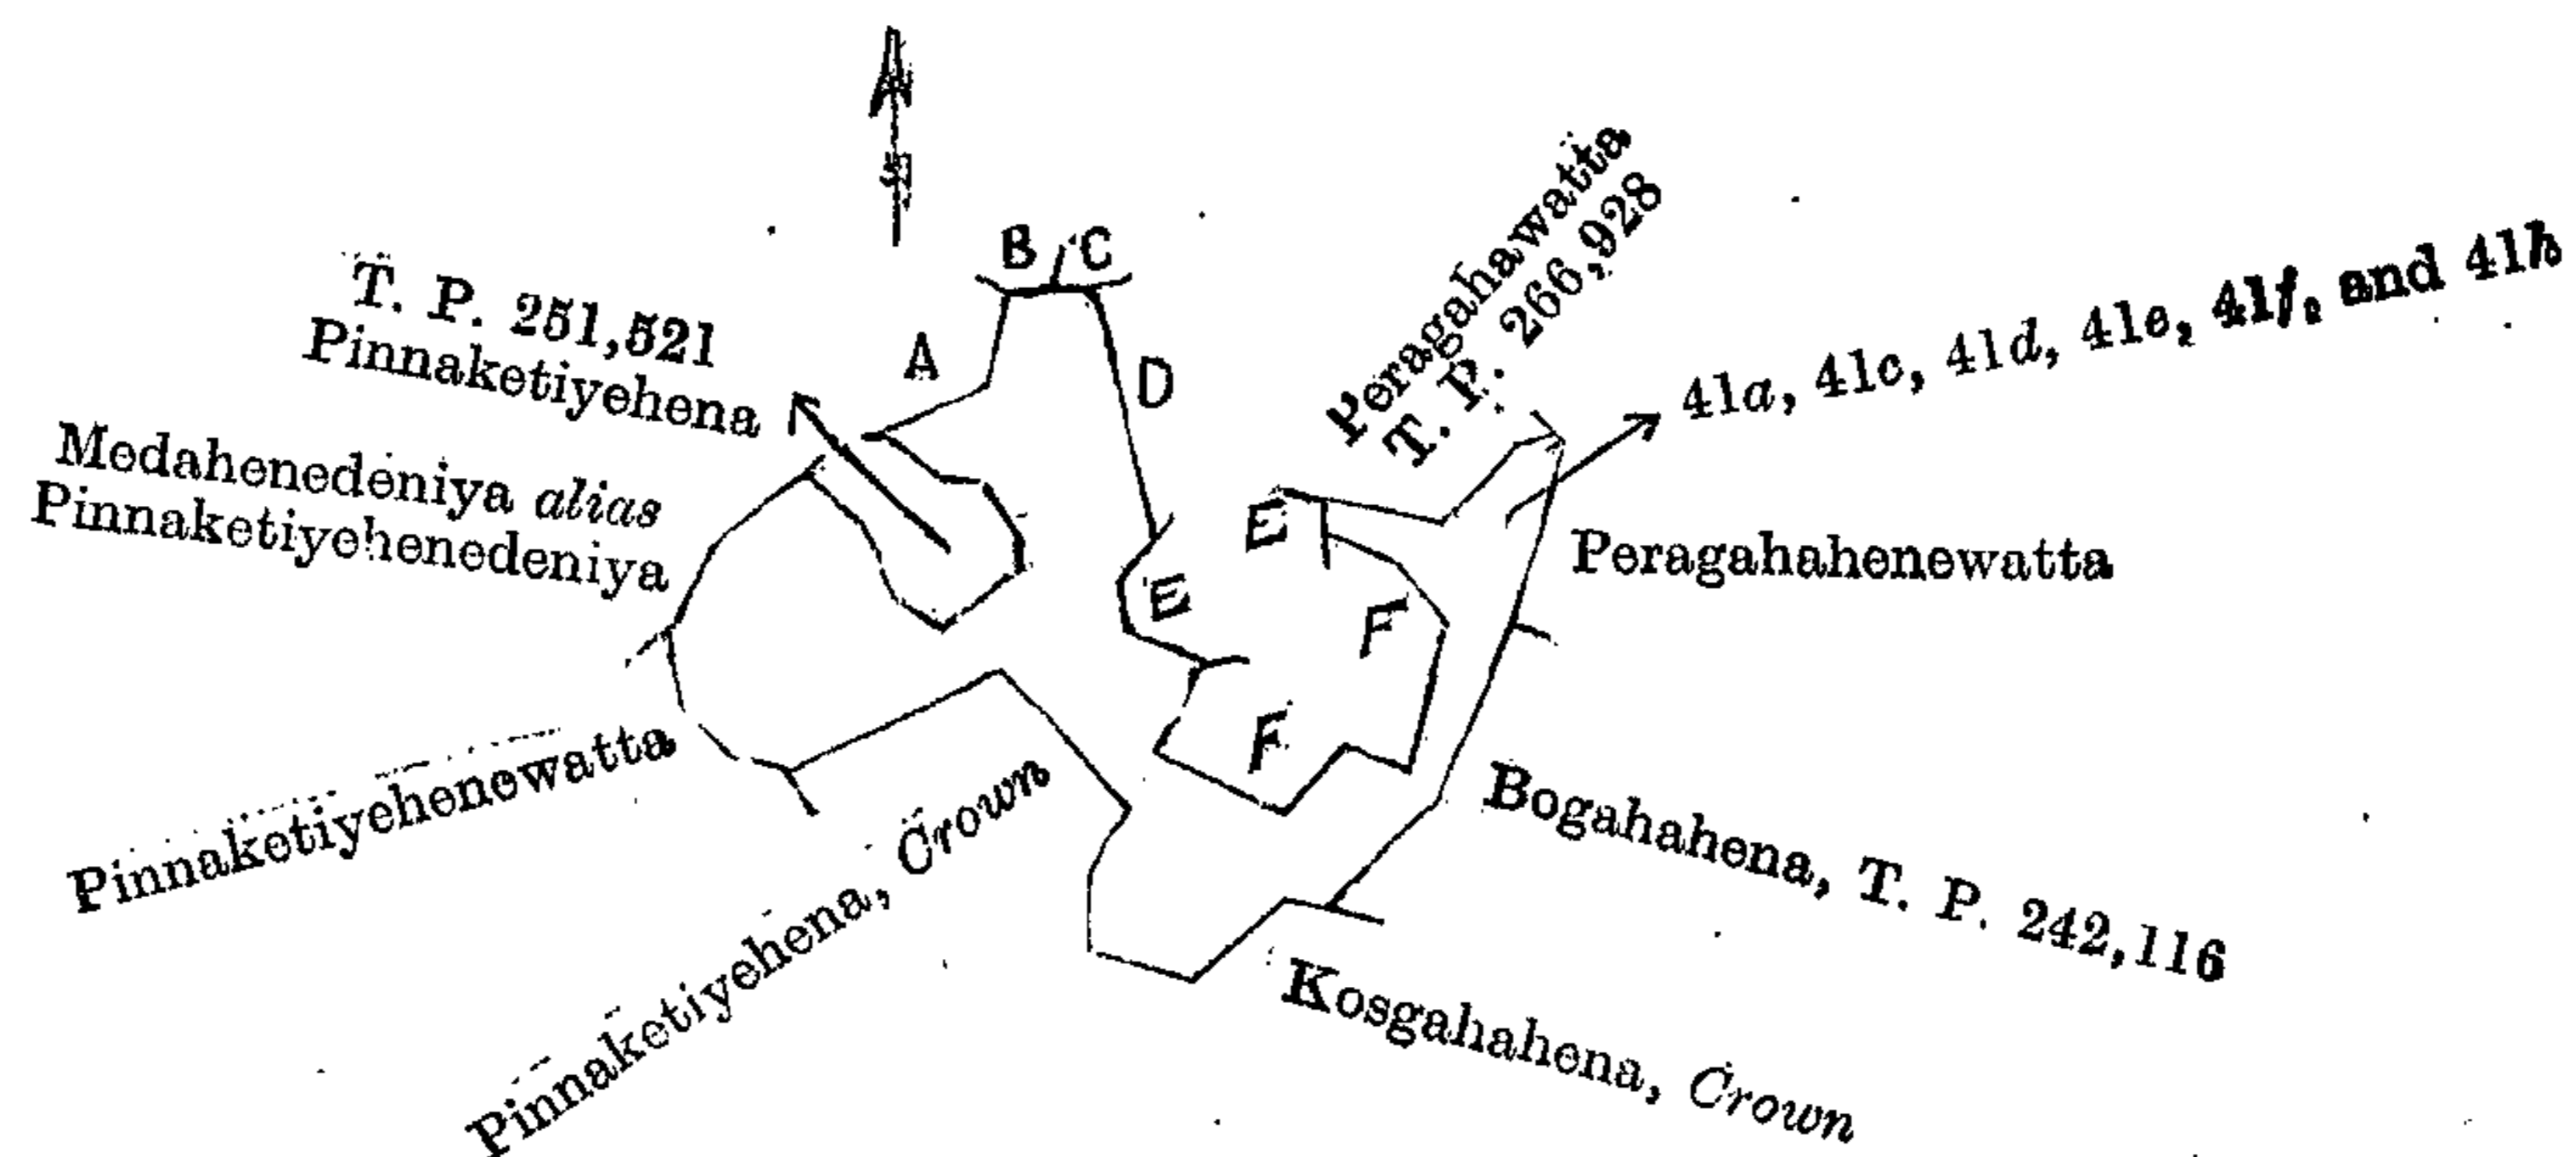 B C
Peragahawatta
T. P. 266,928
T. P. 251,521
Pinnaketiyehena
A
D
41a, 41c, 41d, 41e, 41f, and 41h
Medahenedeniya alias
Pinnaketiyehenedeniya
E
Peragahahenewatta
E
F
F
Pinnaketiyehenewatta
Pinnaketiyehena, Crown
Bogahahena, T. P. 242,116
Kosgahahena, Crown